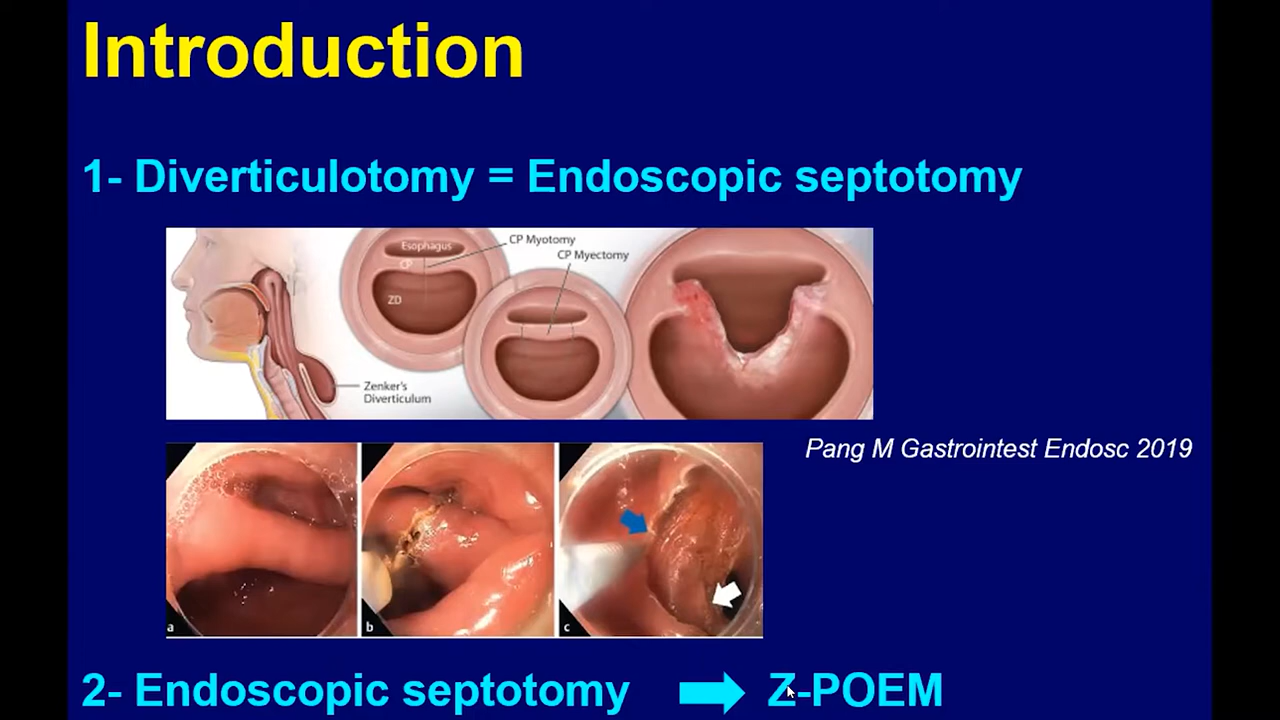 Introduction
1- Diverticulotomy = Endoscopic septotomy
Esophagus
CP
ZD
CP Myotomy
CP Myectomy
Zenker's
Diverticulum
Pang M Gastrointest Endosc 2019
a
b
c
2- Endoscopic septotomy Z-POEM